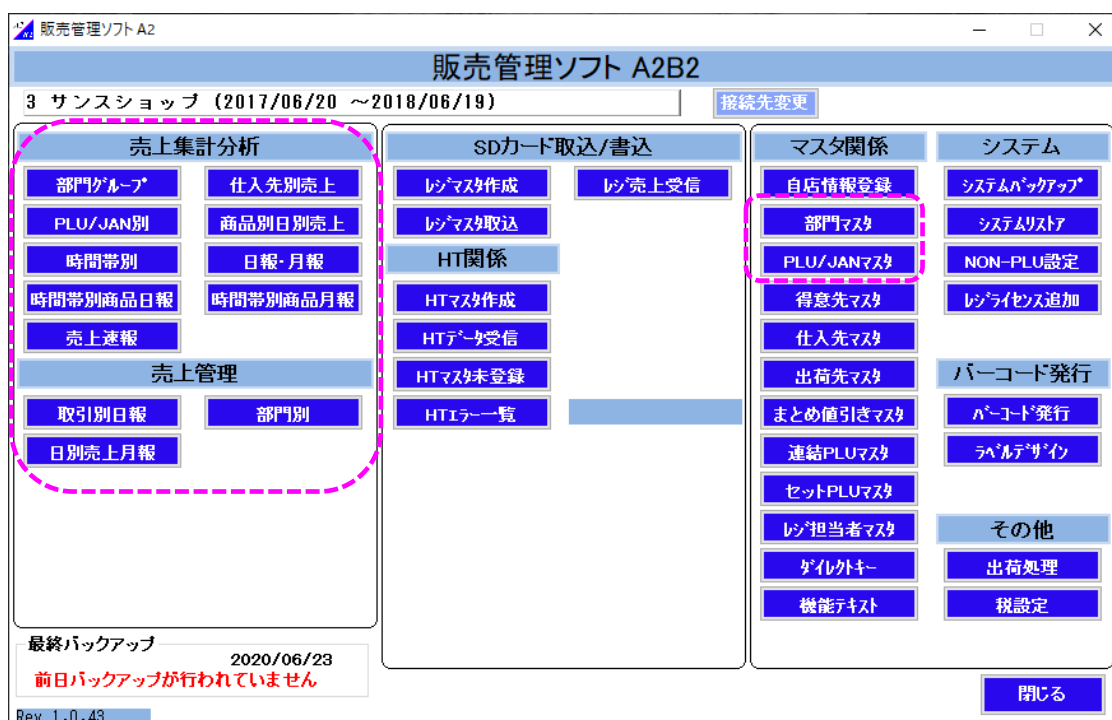 販売管理ソフト A2
販売管理ソフト A2B2
3 サンスショップ (2017/06/20 ～2018/06/19)
接続先変更
売上集計分析
部門ｸﾞﾙｰﾌﾟ
仕入先別売上
PLU/JAN別
商品別日別売上
時間帯別
日報・月報
時間帯別商品日報
時間帯別商品月報
売上速報
売上管理
取引別日報
部門別
日別売上月報
SDカード取込/書込
ﾚｼﾞﾏｽﾀ作成
ﾚｼﾞ売上受信
ﾚｼﾞﾏｽﾀ取込
HT関係
HTﾏｽﾀ作成
HTﾃﾞｰﾀ受信
HTﾏｽﾀ未登録
HTｴﾗｰ一覧
マスタ関係
自店情報登録
部門ﾏｽﾀ
PLU/JANﾏｽﾀ
得意先ﾏｽﾀ
仕入先ﾏｽﾀ
出荷先ﾏｽﾀ
まとめ値引きﾏｽﾀ
連結PLUﾏｽﾀ
セットPLUﾏｽﾀ
ﾚｼﾞ担当者ﾏｽﾀ
ﾀﾞｲﾚｸﾄｷｰ
機能ﾃｷｽﾄ
システム
ｼｽﾃﾑﾊﾞｯｸｱｯﾌﾟ
ｼｽﾃﾑﾘｽﾄｱ
NON-PLU設定
ﾚｼﾞﾗｲｾﾝｽ追加
バーコード発行
ﾊﾞｰｺｰﾄﾞ発行
ﾗﾍﾞﾙﾃﾞｻﾞｲﾝ
その他
出荷処理
税設定
最終バックアップ
2020/06/23
前日バックアップが行われていません
閉じる
Rev 1.0.43